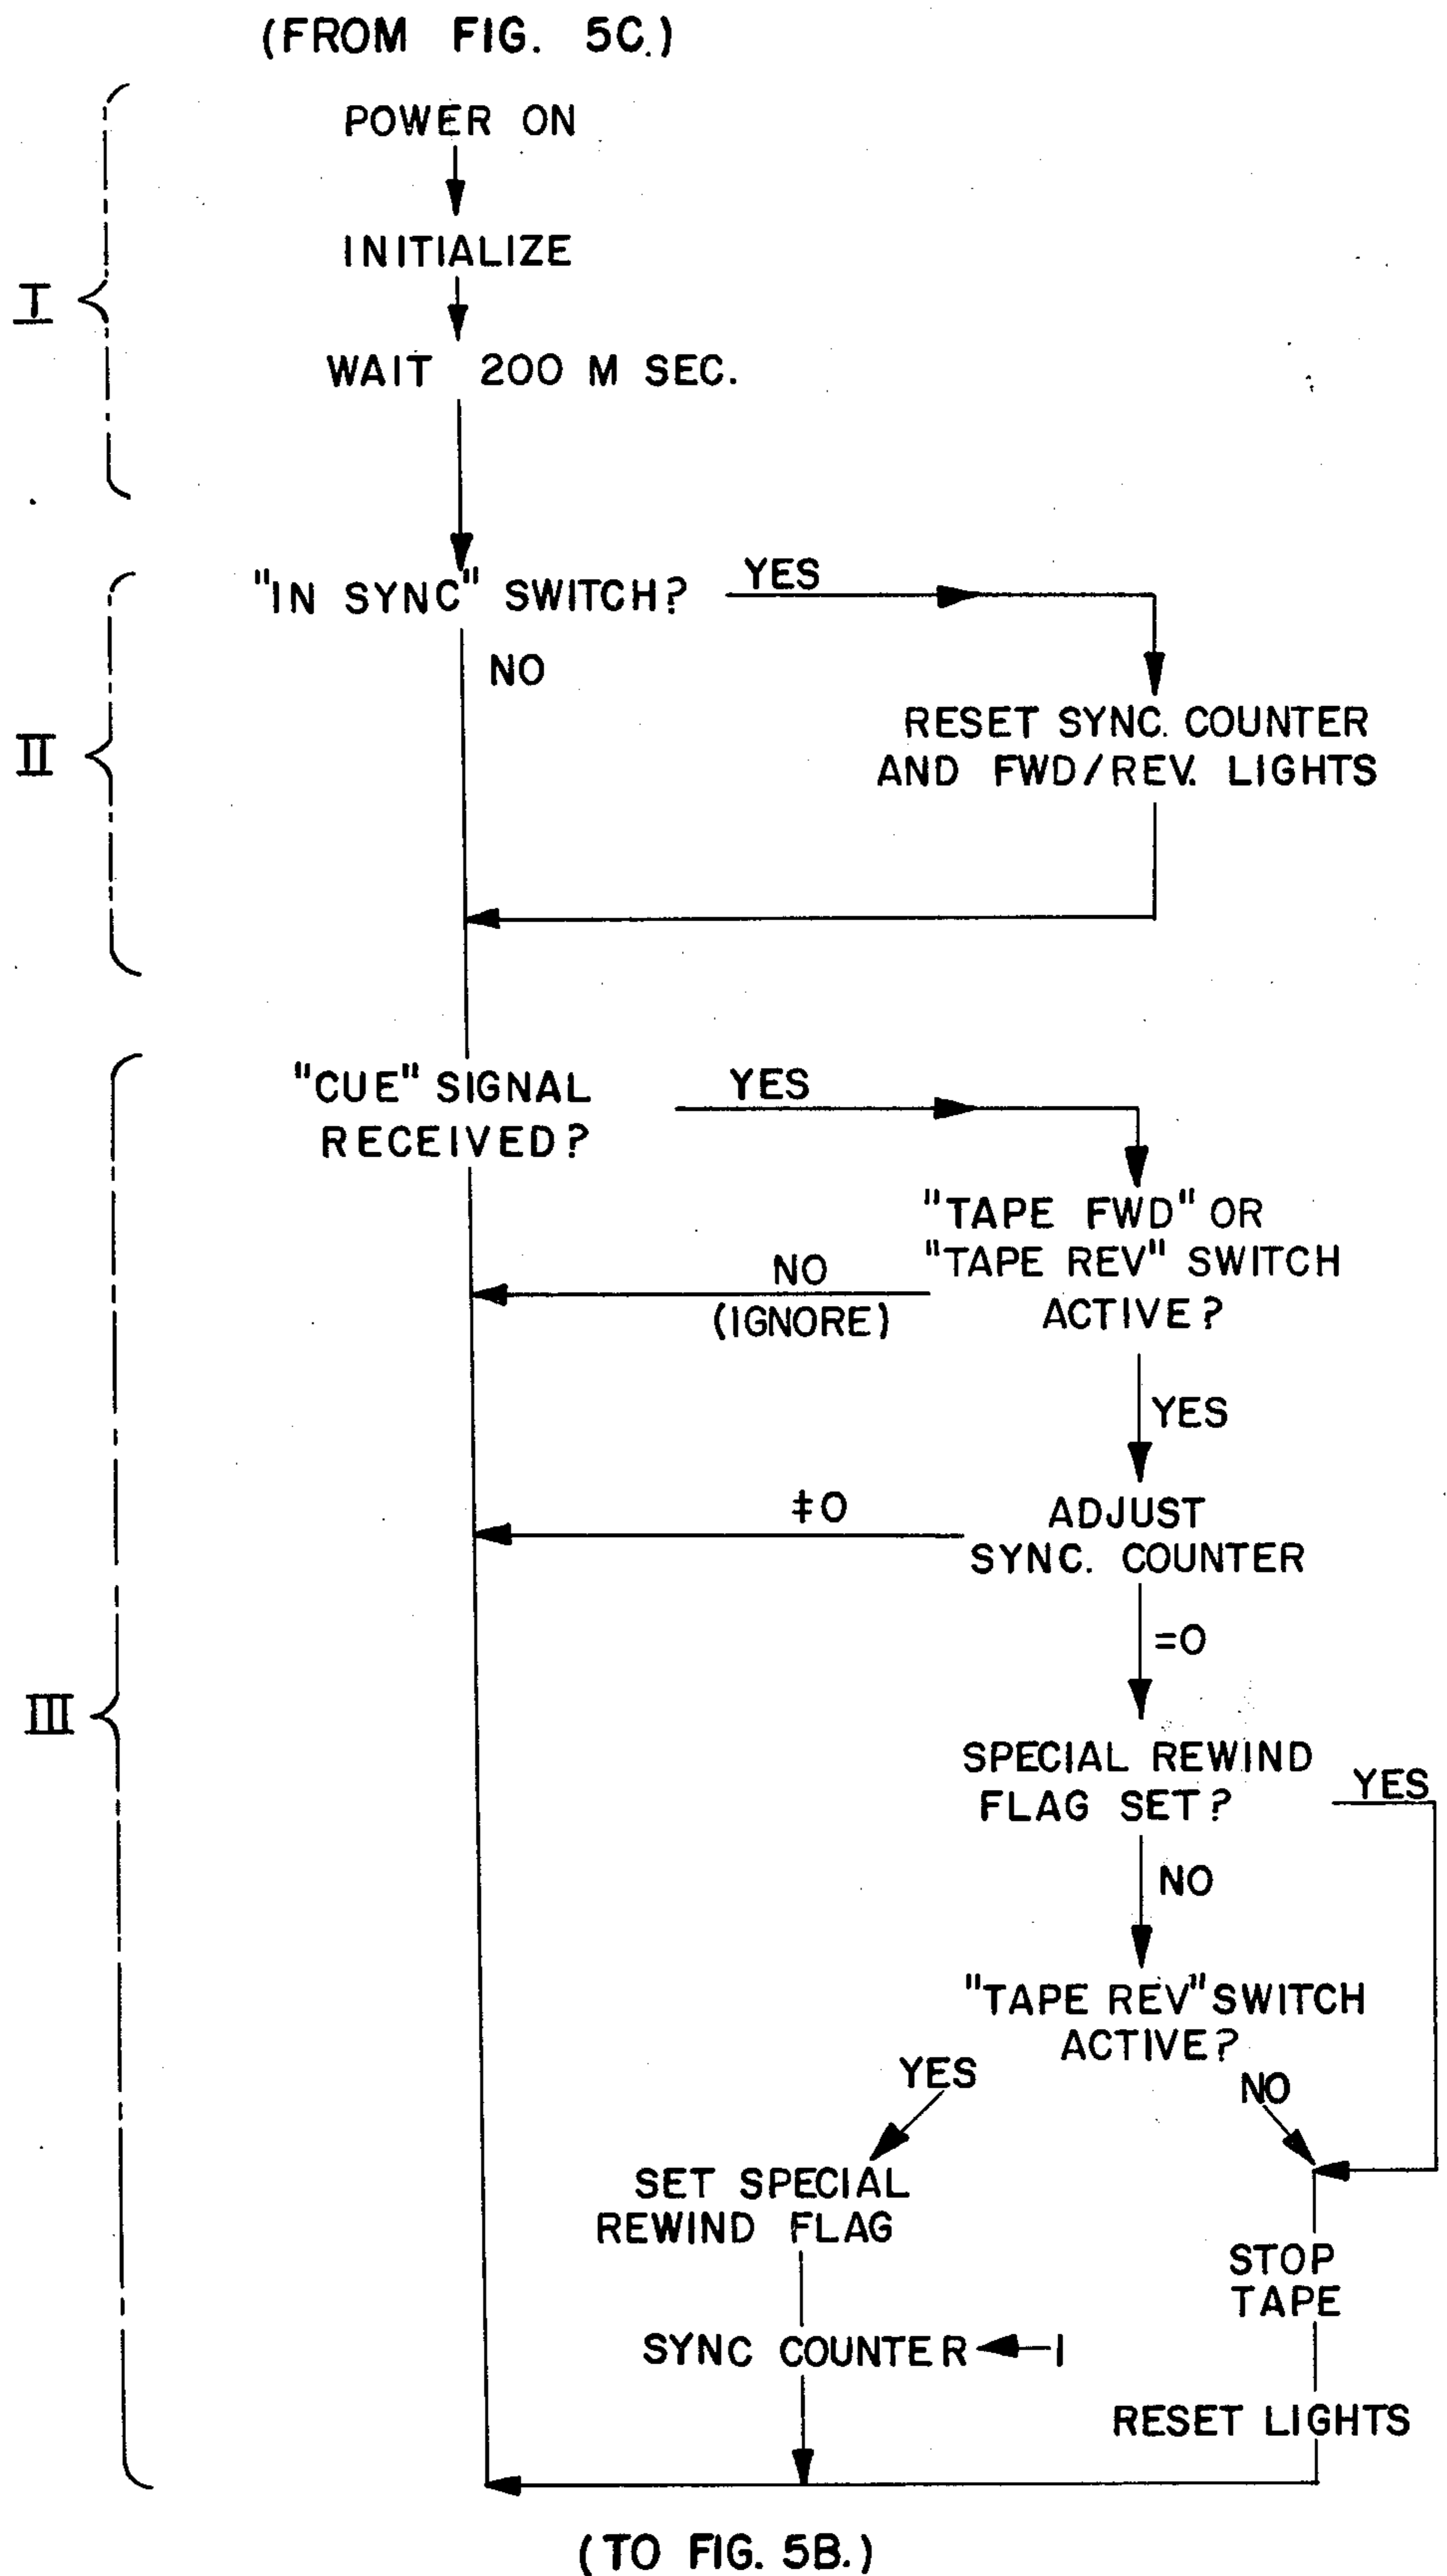 (FROM FIG. 5C.)
POWER ON
INITIALIZE
I
WAIT 200 M SEC.
"IN SYNC" SWITCH?
YES
NO
RESET SYNC. COUNTER
AND FWD/REV. LIGHTS
II
"CUE" SIGNAL
RECEIVED?
YES
"TAPE FWD" OR
"TAPE REV" SWITCH
ACTIVE?
NO
(IGNORE)
YES
≠0
ADJUST
SYNC. COUNTER
=0
III
SPECIAL REWIND
FLAG SET?
YES
NO
"TAPE REV" SWITCH
ACTIVE?
YES
NO
SET SPECIAL
REWIND FLAG
STOP
TAPE
SYNC COUNTER
1
RESET LIGHTS
(TO FIG. 5B.)